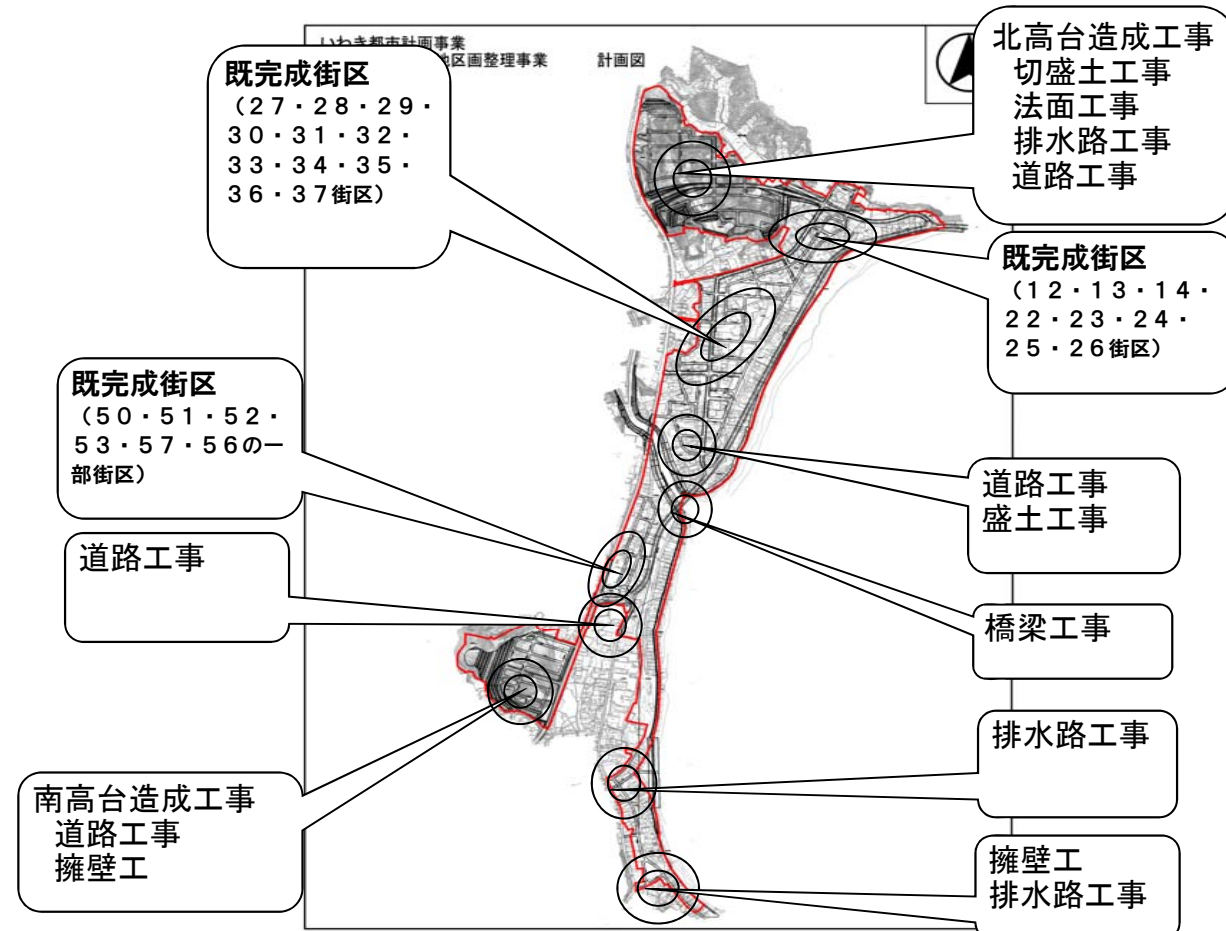 いわき都市計画事業
地区画整理事業　計画図
既完成街区
（２７・２８・２９・
３０・３１・３２・
３３・３４・３５・
３６・３７街区）
北高台造成工事
切盛土工事
法面工事
排水路工事
道路工事
既完成街区
（１２・１３・１４・
２２・２３・２４・
２５・２６街区）
既完成街区
（５０・５１・５２・
５３・５７・５６の一
部街区）
道路工事
盛土工事
道路工事
橋梁工事
排水路工事
南高台造成工事
道路工事
擁壁工
擁壁工
排水路工事